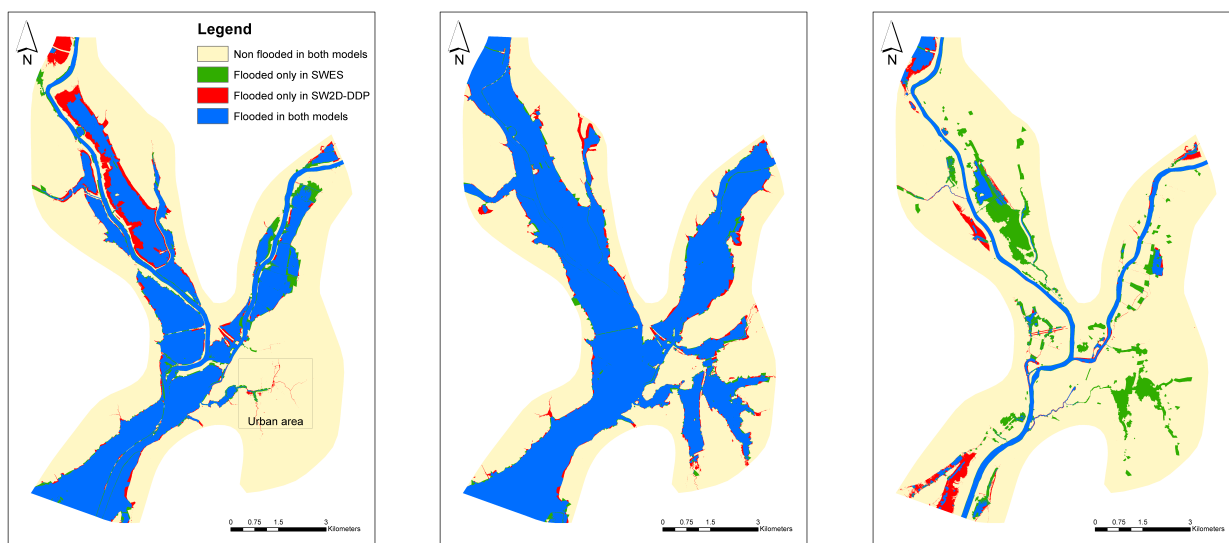 Legend
N
Non flooded in both models
Flooded only in SWES
Flooded only in SW2D-DDP
Flooded in both models
Urban area
0 0.75 1.5 3
Kilometers
N
0 0.75 1.5 3
Kilometers
N
0 0.75 1.5 3
Kilometers